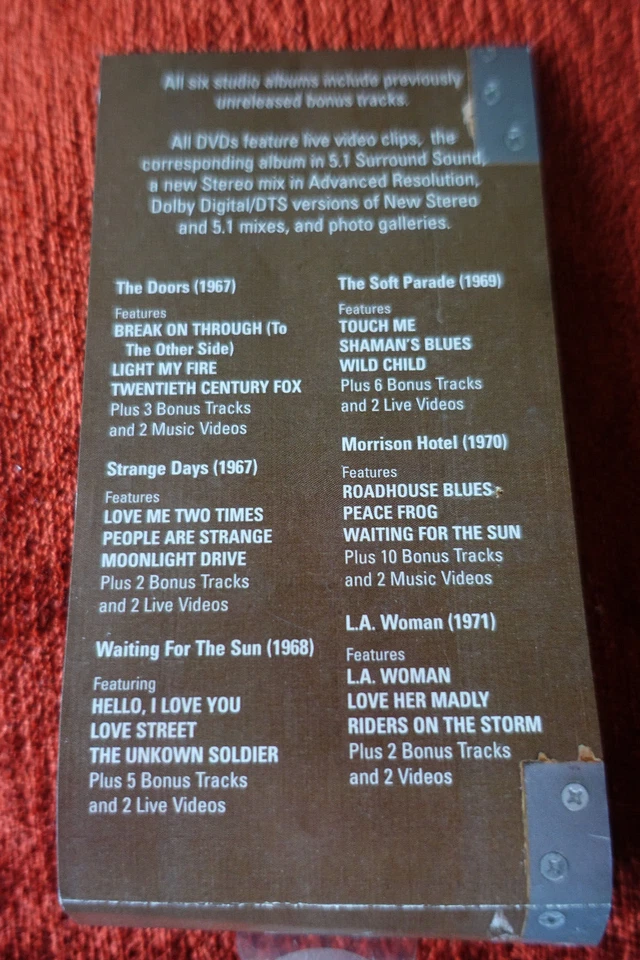 All six studio albums include previously
unreleased bonus tracks.
All DVDs feature live video clips, the
corresponding album in 5.1 Surround Sound,
a new Stereo mix in Advanced Resolution,
Dolby Digital/DTS versions of New Stereo
and 5.1 mixes, and photo galleries.
The Doors (1967)
Features
BREAK ON THROUGH (To
The Other Side)
LIGHT MY FIRE
TWENTIETH CENTURY FOX
Plus 3 Bonus Tracks
and 2 Music Videos
Strange Days (1967)
Features
LOVE ME TWO TIMES
PEOPLE ARE STRANGE
MOONLIGHT DRIVE
Plus 2 Bonus Tracks
and 2 Live Videos
Waiting For The Sun (1968)
Featuring
HELLO, I LOVE YOU
LOVE STREET
THE UNKOWN SOLDIER
Plus 5 Bonus Tracks
and 2 Live Videos
The Soft Parade (1969)
Features
TOUCH ME
SHAMAN'S BLUES
WILD CHILD
Plus 6 Bonus Tracks
and 2 Live Videos
Morrison Hotel (1970)
Features
ROADHOUSE BLUES
PEACE FROG
WAITING FOR THE SUN
Plus 10 Bonus Tracks
and 2 Music Videos
L.A. Woman (1971)
Features
L.A. WOMAN
LOVE HER MADLY
RIDERS ON THE STORM
Plus 2 Bonus Tracks
and 2 Videos